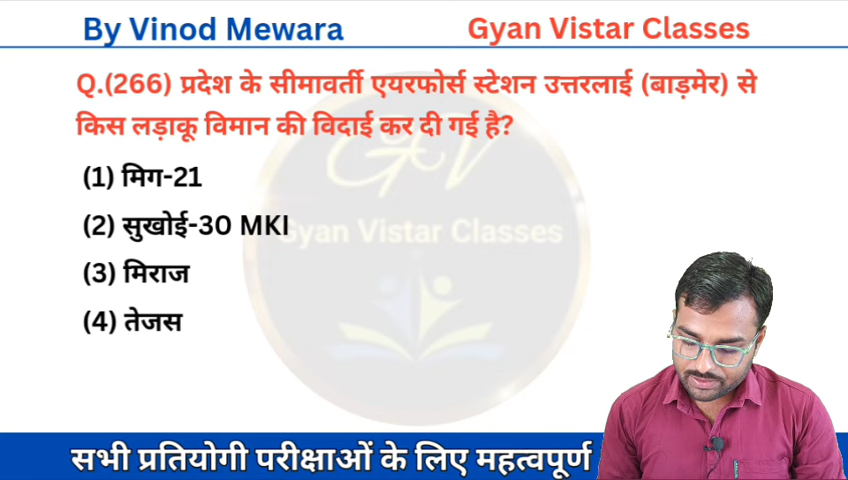 By Vinod Mewara
Gyan Vistar Classes
Q.(266) प्रदेश के सीमावर्ती एयरफोर्स स्टेशन उत्तरलाई (बाड़मेर) से
किस लड़ाकू विमान की विदाई कर दी गई है?
(1) मिग-21
(2) सुखोई-30 MKI
(3) मिराज
(4) तेजस
GV
Gyan Vistar Classes
सभी प्रतियोगी परीक्षाओं के लिए महत्वपूर्ण